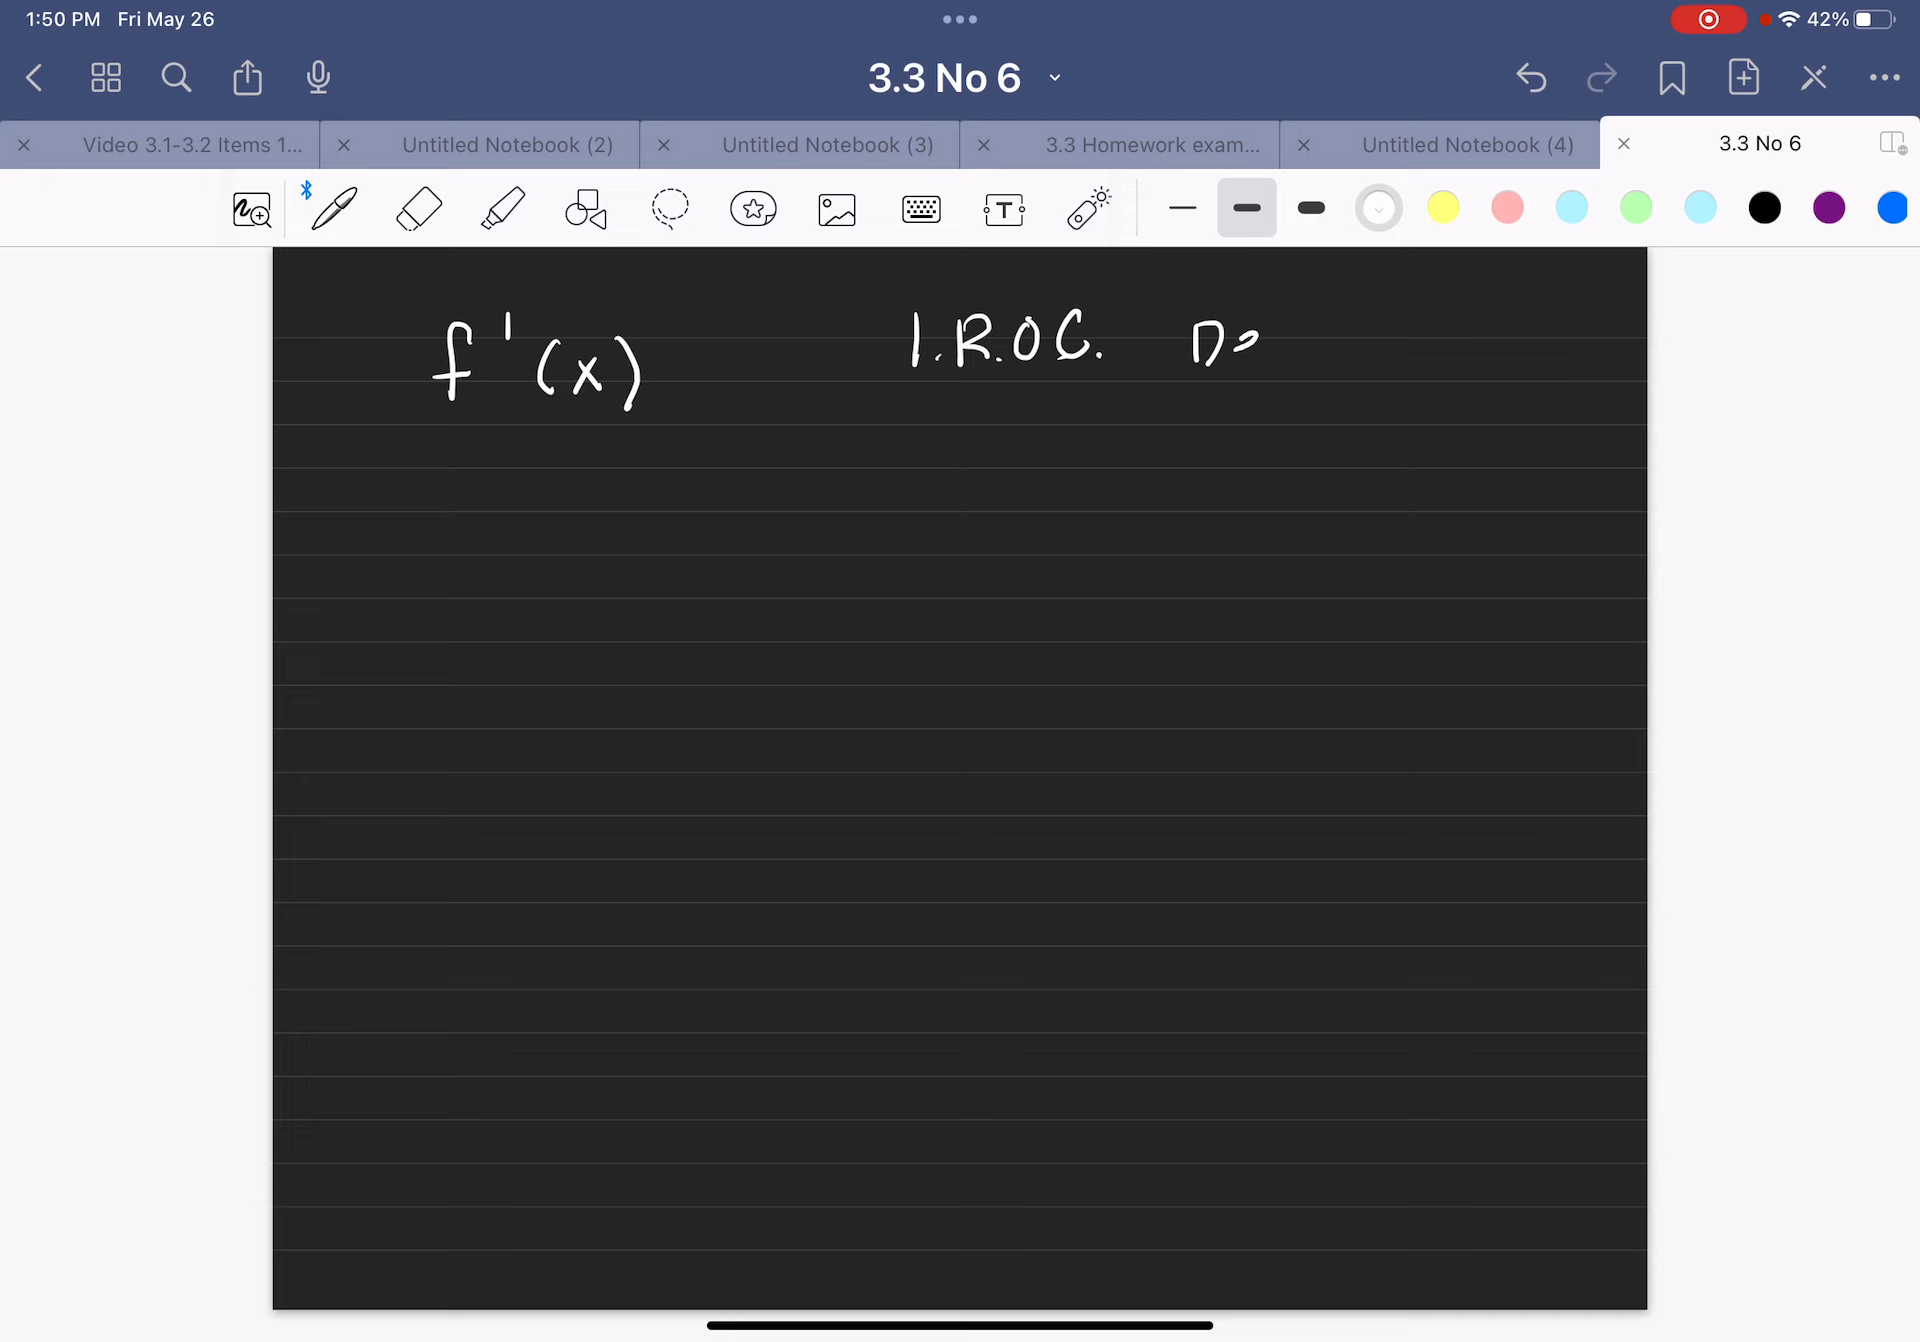 1:50 PM Fri May 26
42%
3.3 No 6
Video 3.1-3.2 Items 1... Untitled Notebook (2) Untitled Notebook (3) 3.3 Homework exam... Untitled Notebook (4) 3.3 No 6
T
f'(x) I.R.O.C. De